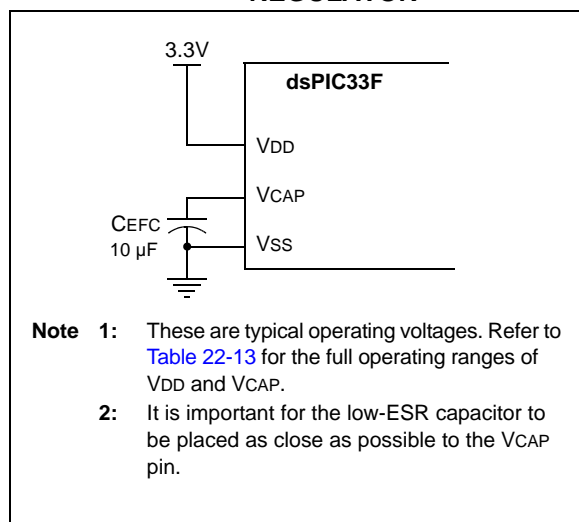 3.3V
dsPIC33F
VDD
VCAP
CEFC
10 µF
VSS
Note 1: These are typical operating voltages. Refer to
Table 22-13 for the full operating ranges of
VDD and VCAP.
2: It is important for the low-ESR capacitor to
be placed as close as possible to the VCAP
pin.